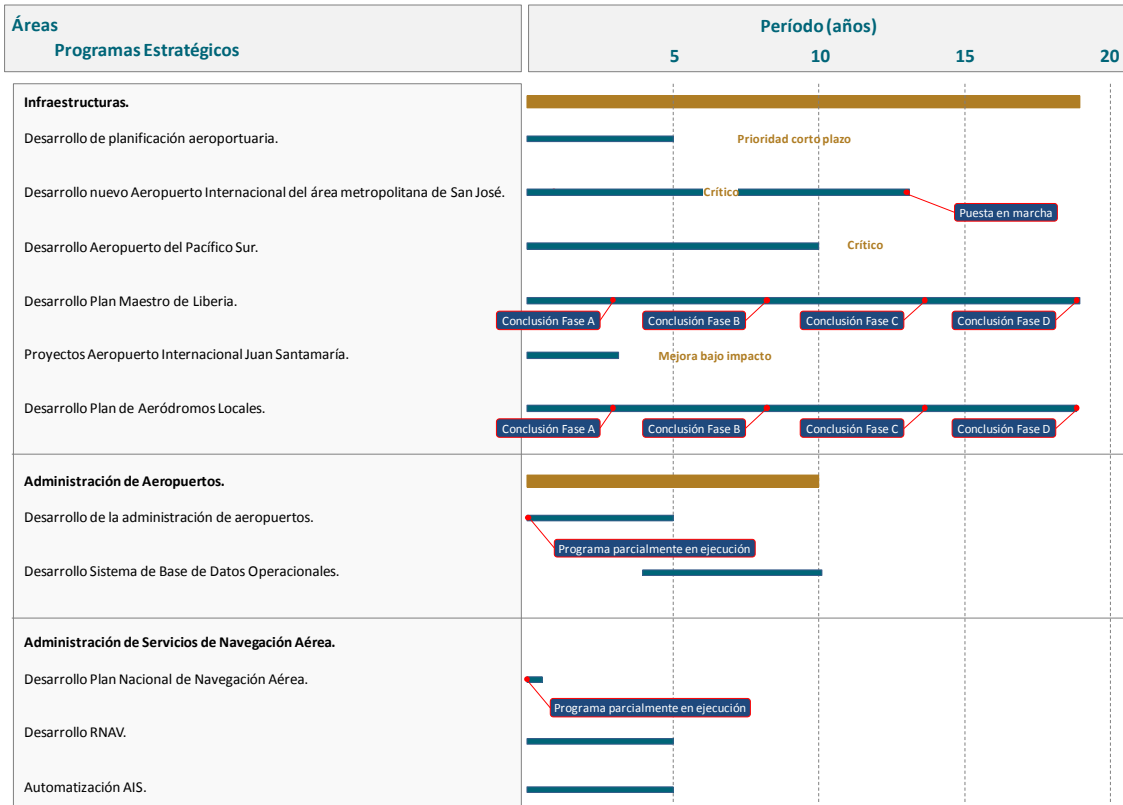 Áreas
Programas Estratégicos
Período (años)
5 10 15 20
Infraestructuras.
Desarrollo de planificación aeroportuaria.
Prioridad corto plazo
Desarrollo nuevo Aeropuerto Internacional del área metropolitana de San José.
Crítico
Puesta en marcha
Desarrollo Aeropuerto del Pacífico Sur.
Crítico
Desarrollo Plan Maestro de Liberia.
Conclusión Fase A
Conclusión Fase B
Conclusión Fase C
Conclusión Fase D
Proyectos Aeropuerto Internacional Juan Santamaría.
Mejora bajo impacto
Desarrollo Plan de Aeródromos Locales.
Conclusión Fase A
Conclusión Fase B
Conclusión Fase C
Conclusión Fase D
Administración de Aeropuertos.
Desarrollo de la administración de aeropuertos.
Programa parcialmente en ejecución
Desarrollo Sistema de Base de Datos Operacionales.
Administración de Servicios de Navegación Aérea.
Desarrollo Plan Nacional de Navegación Aérea.
Programa parcialmente en ejecución
Desarrollo RNAV.
Automatización AIS.